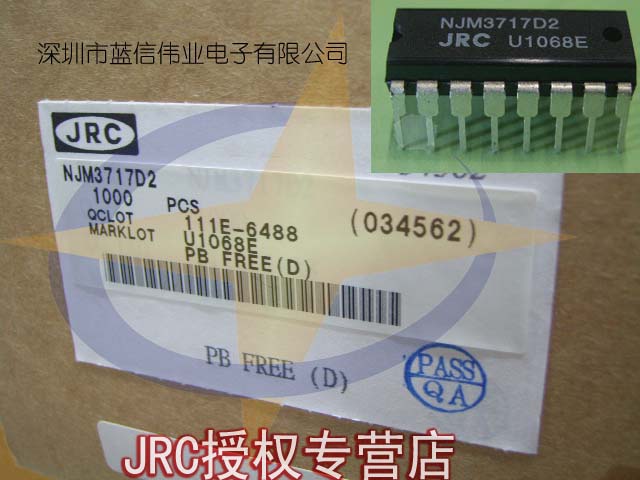 NJM3717D2
JRC U1068E
深圳市蓝信伟业电子有限公司
JRC
NJM3717D2
1000 PCS
QCLOT 111E-6488 (034562)
MARKLOT U1068E
PB FREE(D)
PB FREE (D)
PASS
QA
JRC授权专营店